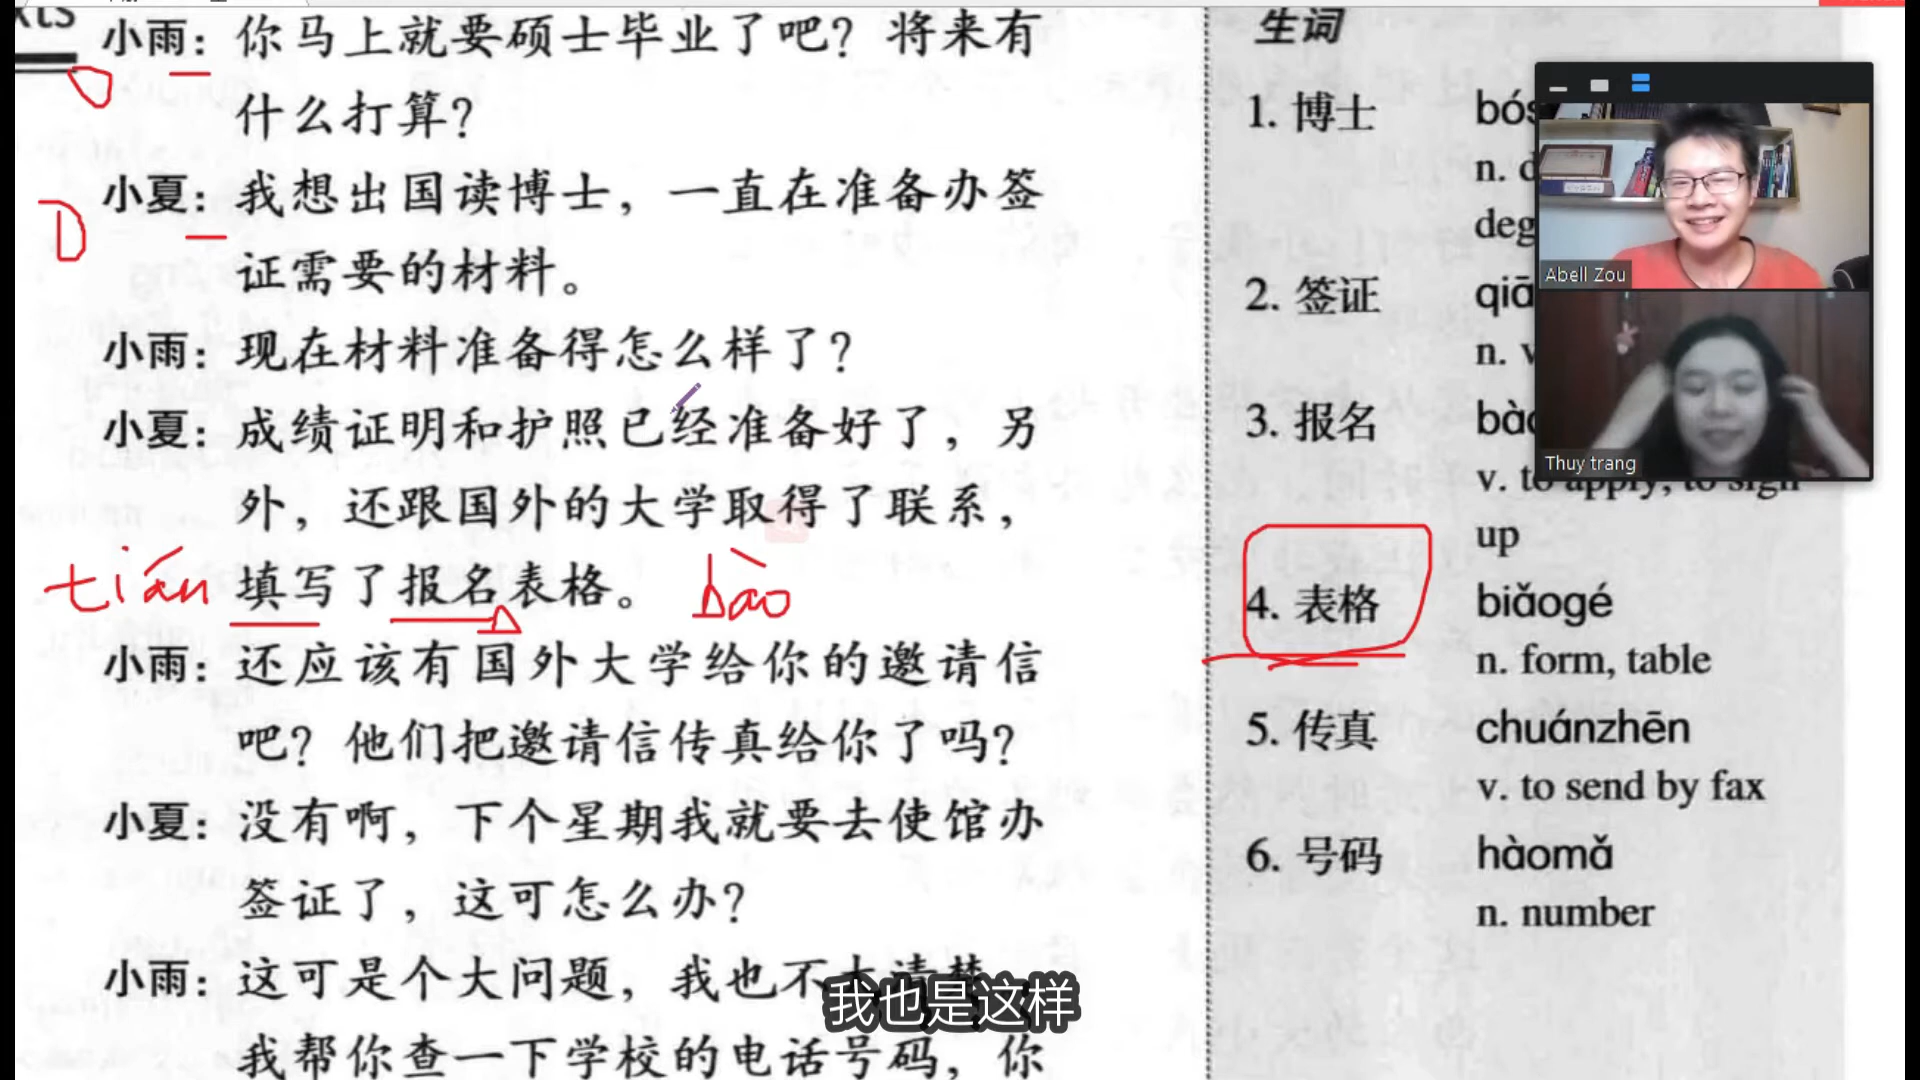 小雨：你马上就要硕士毕业了吧？将来有
什么打算？
小夏：我想出国读博士，一直在准备办签
证需要的材料。
小雨：现在材料准备得怎么样了？
小夏：成绩证明和护照已经准备好了，另
外，还跟国外的大学取得了联系，
tián 填写了报名表格。 bào
小雨：还应该有国外大学给你的邀请信
吧？他们把邀请信传真给你了吗？
小夏：没有啊，下个星期我就要去使馆办
签证了，这可怎么办？
小雨：这可是个大问题，我也不
我帮你查一下学校的电话号码，你
生词
1. 博士
n.
2. 签证
n.
3. 报名
v. to apply, to sign
up
4. 表格 biǎogé
n. form, table
5. 传真 chuánzhēn
v. to send by fax
6. 号码 hàomǎ
n. number
Abell Zou
Thuy trang
我也是这样